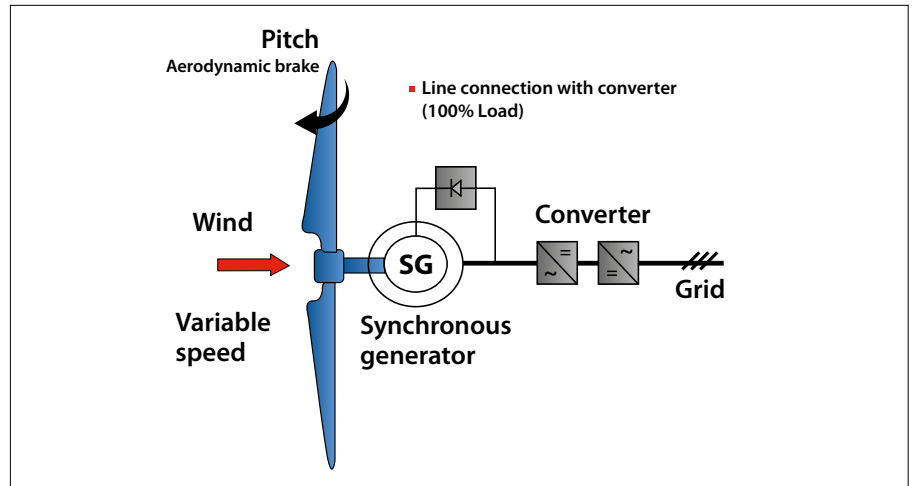 Pitch
Aerodynamic brake
▪ Line connection with converter
(100% Load)
Wind
Variable
speed
SG
Synchronous
generator
Converter
=
~
~
=
Grid